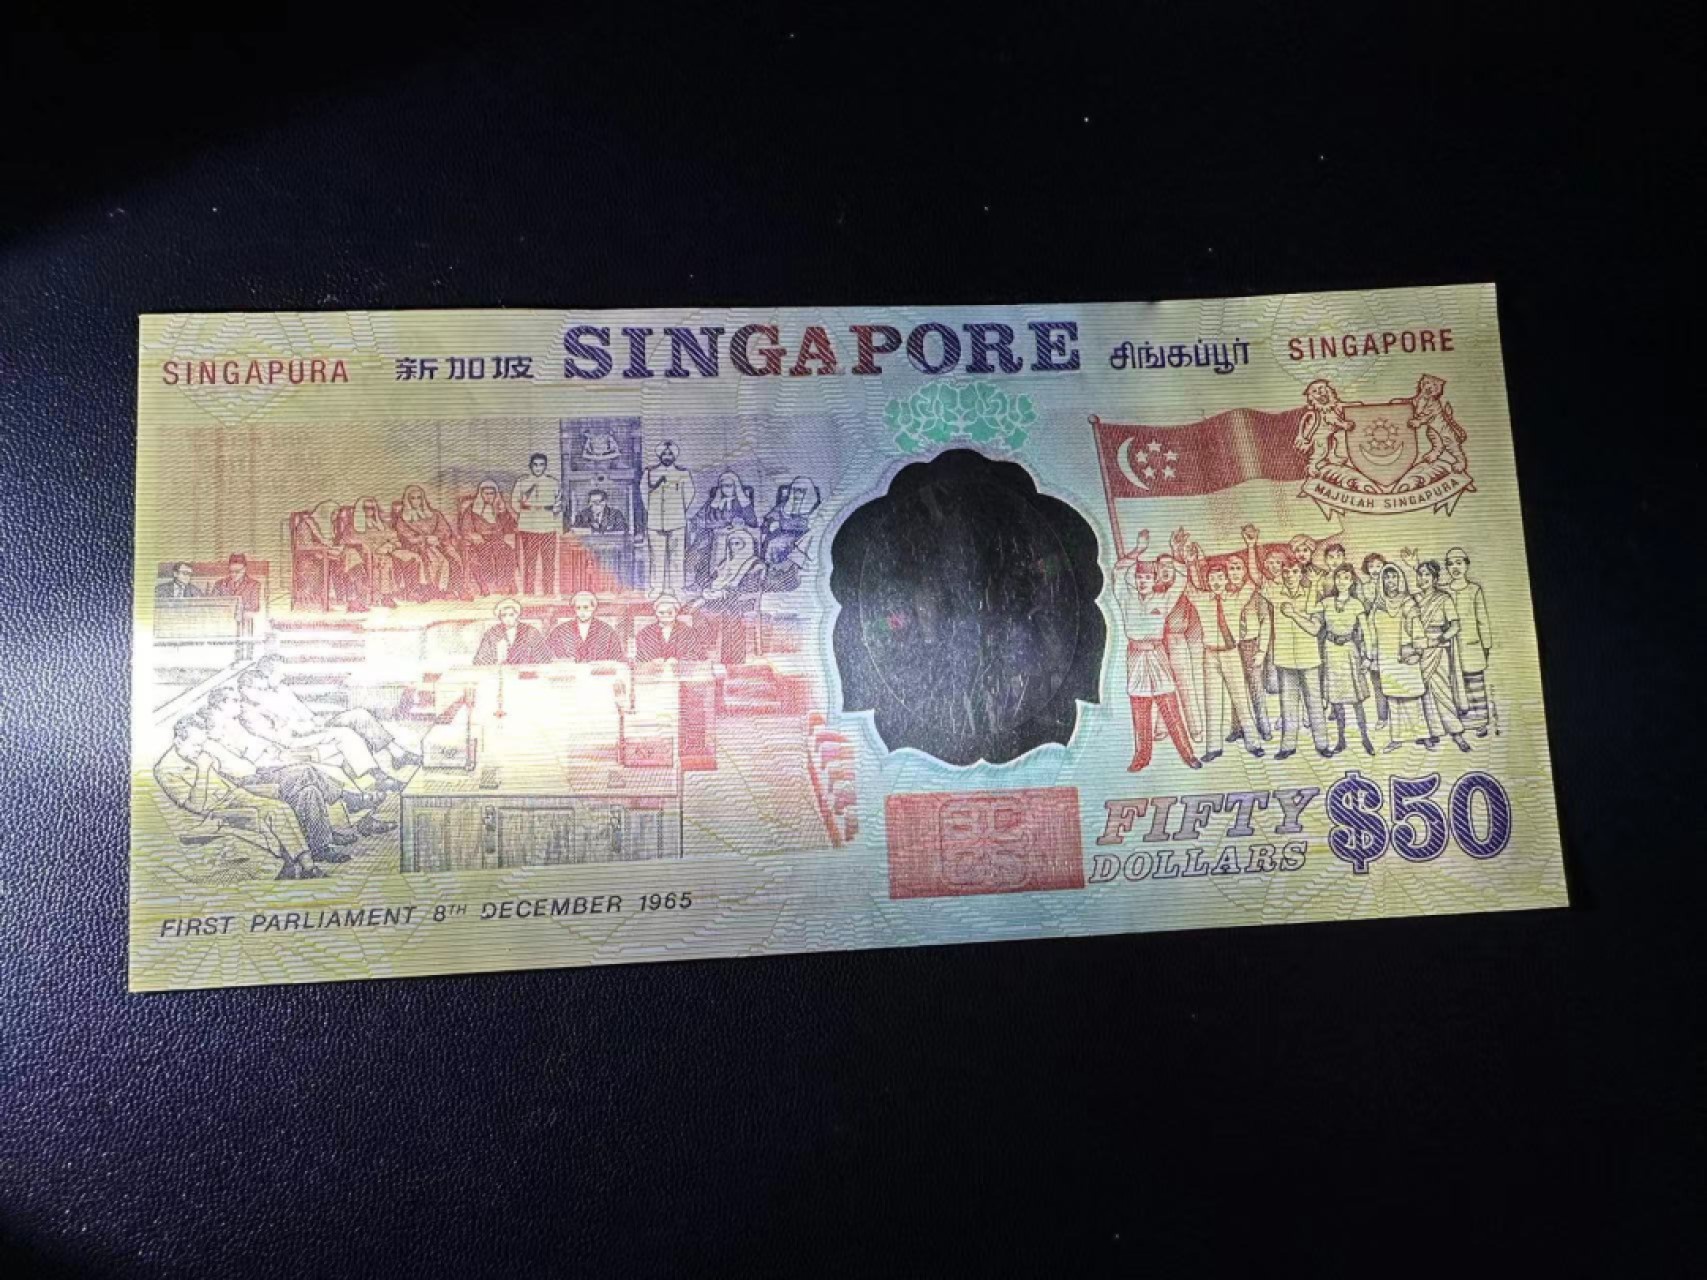 SINGAPURA 新加坡 SINGAPORE சிங்கப்பூர் SINGAPORE
MAJULAH SINGAPURA
FIFTY $50
DOLLARS
FIRST PARLIAMENT 8TH DECEMBER 1965